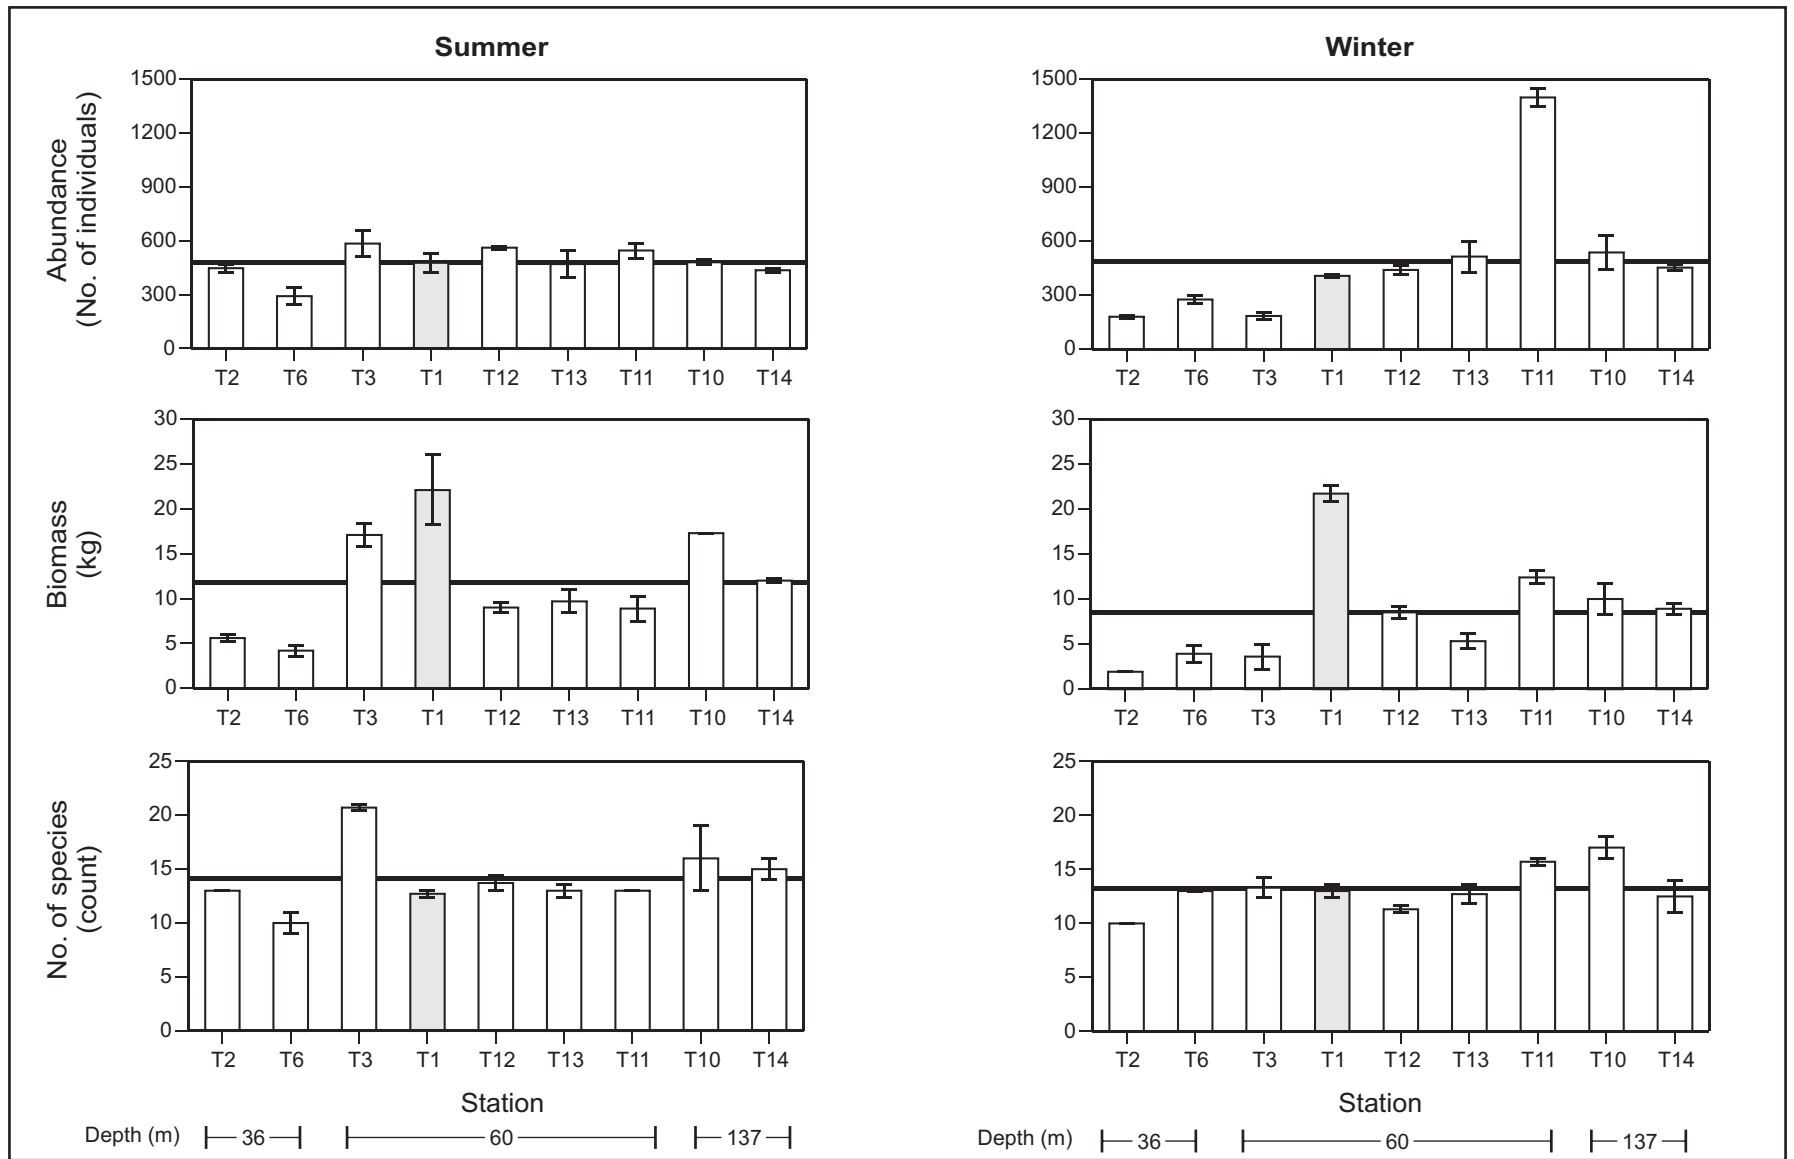 Summer
Abundance
(No. of individuals)
1500
1200
900
600
300
0
T2 T6 T3 T1 T12 T13 T11 T10 T14
Biomass
(kg)
30
25
20
15
10
5
0
T2 T6 T3 T1 T12 T13 T11 T10 T14
No. of species
(count)
25
20
15
10
5
0
T2 T6 T3 T1 T12 T13 T11 T10 T14
Station
Depth (m) 36 60 137
Winter
1500
1200
900
600
300
0
T2 T6 T3 T1 T12 T13 T11 T10 T14
30
25
20
15
10
5
0
T2 T6 T3 T1 T12 T13 T11 T10 T14
25
20
15
10
5
0
T2 T6 T3 T1 T12 T13 T11 T10 T14
Station
Depth (m) 36 60 137